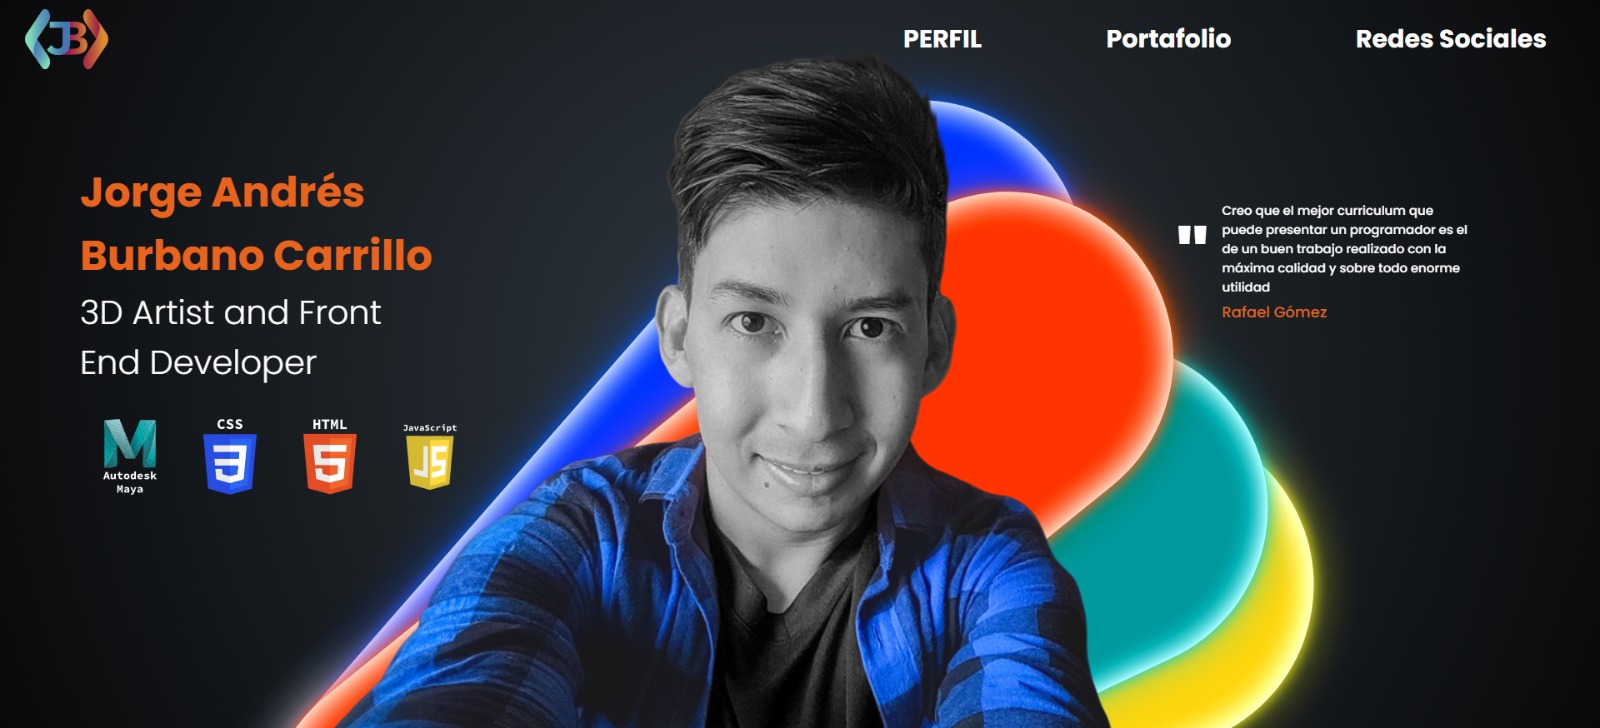 JB
PERFIL
Portafolio
Redes Sociales
Jorge Andrés
Burbano Carrillo
3D Artist and Front
End Developer
M
Autodesk
Maya
CSS
3
HTML
5
JavaScript
JS
"
Creo que el mejor curriculum que
puede presentar un programador es el
de un buen trabajo realizado con la
máxima calidad y sobre todo enorme
utilidad
Rafael Gómez